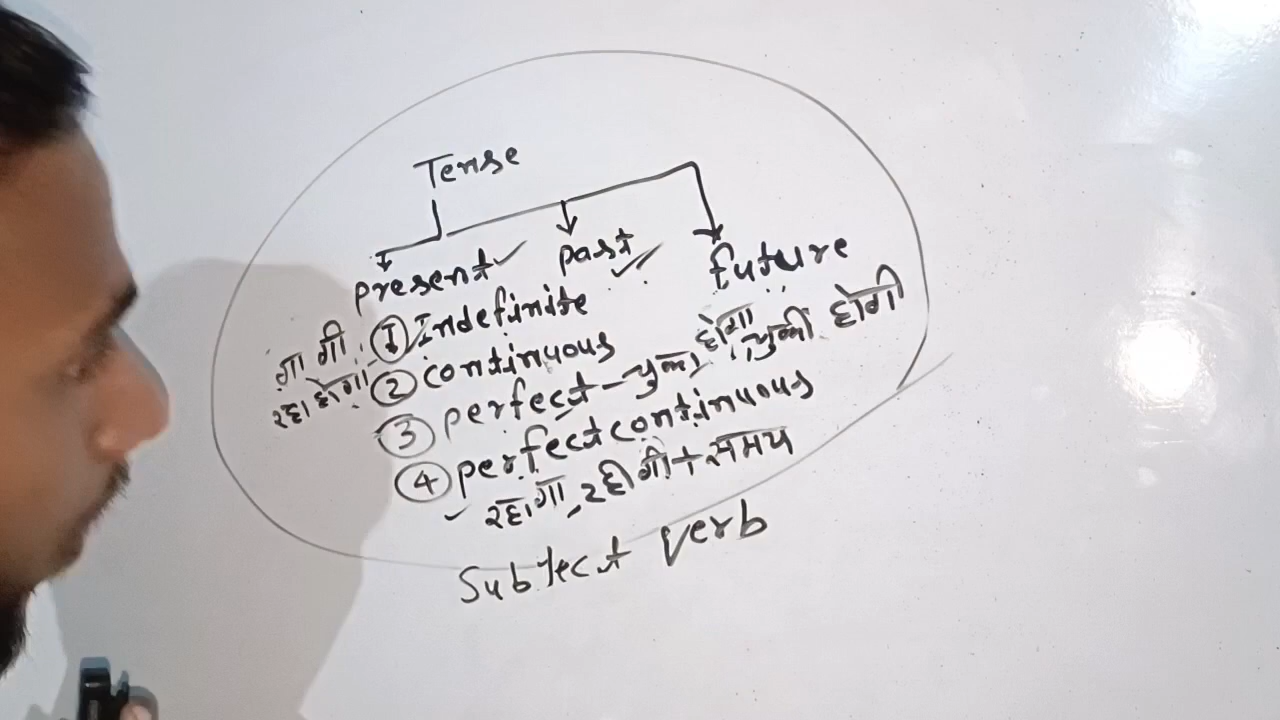 Tense
present past future
① Indefinite गा गी
② continuous रहा होगा
③ perfect - चुका होगा, चुकी होगी
④ perfect continuous
रहा गा, रही गी + समय
Subject Verb